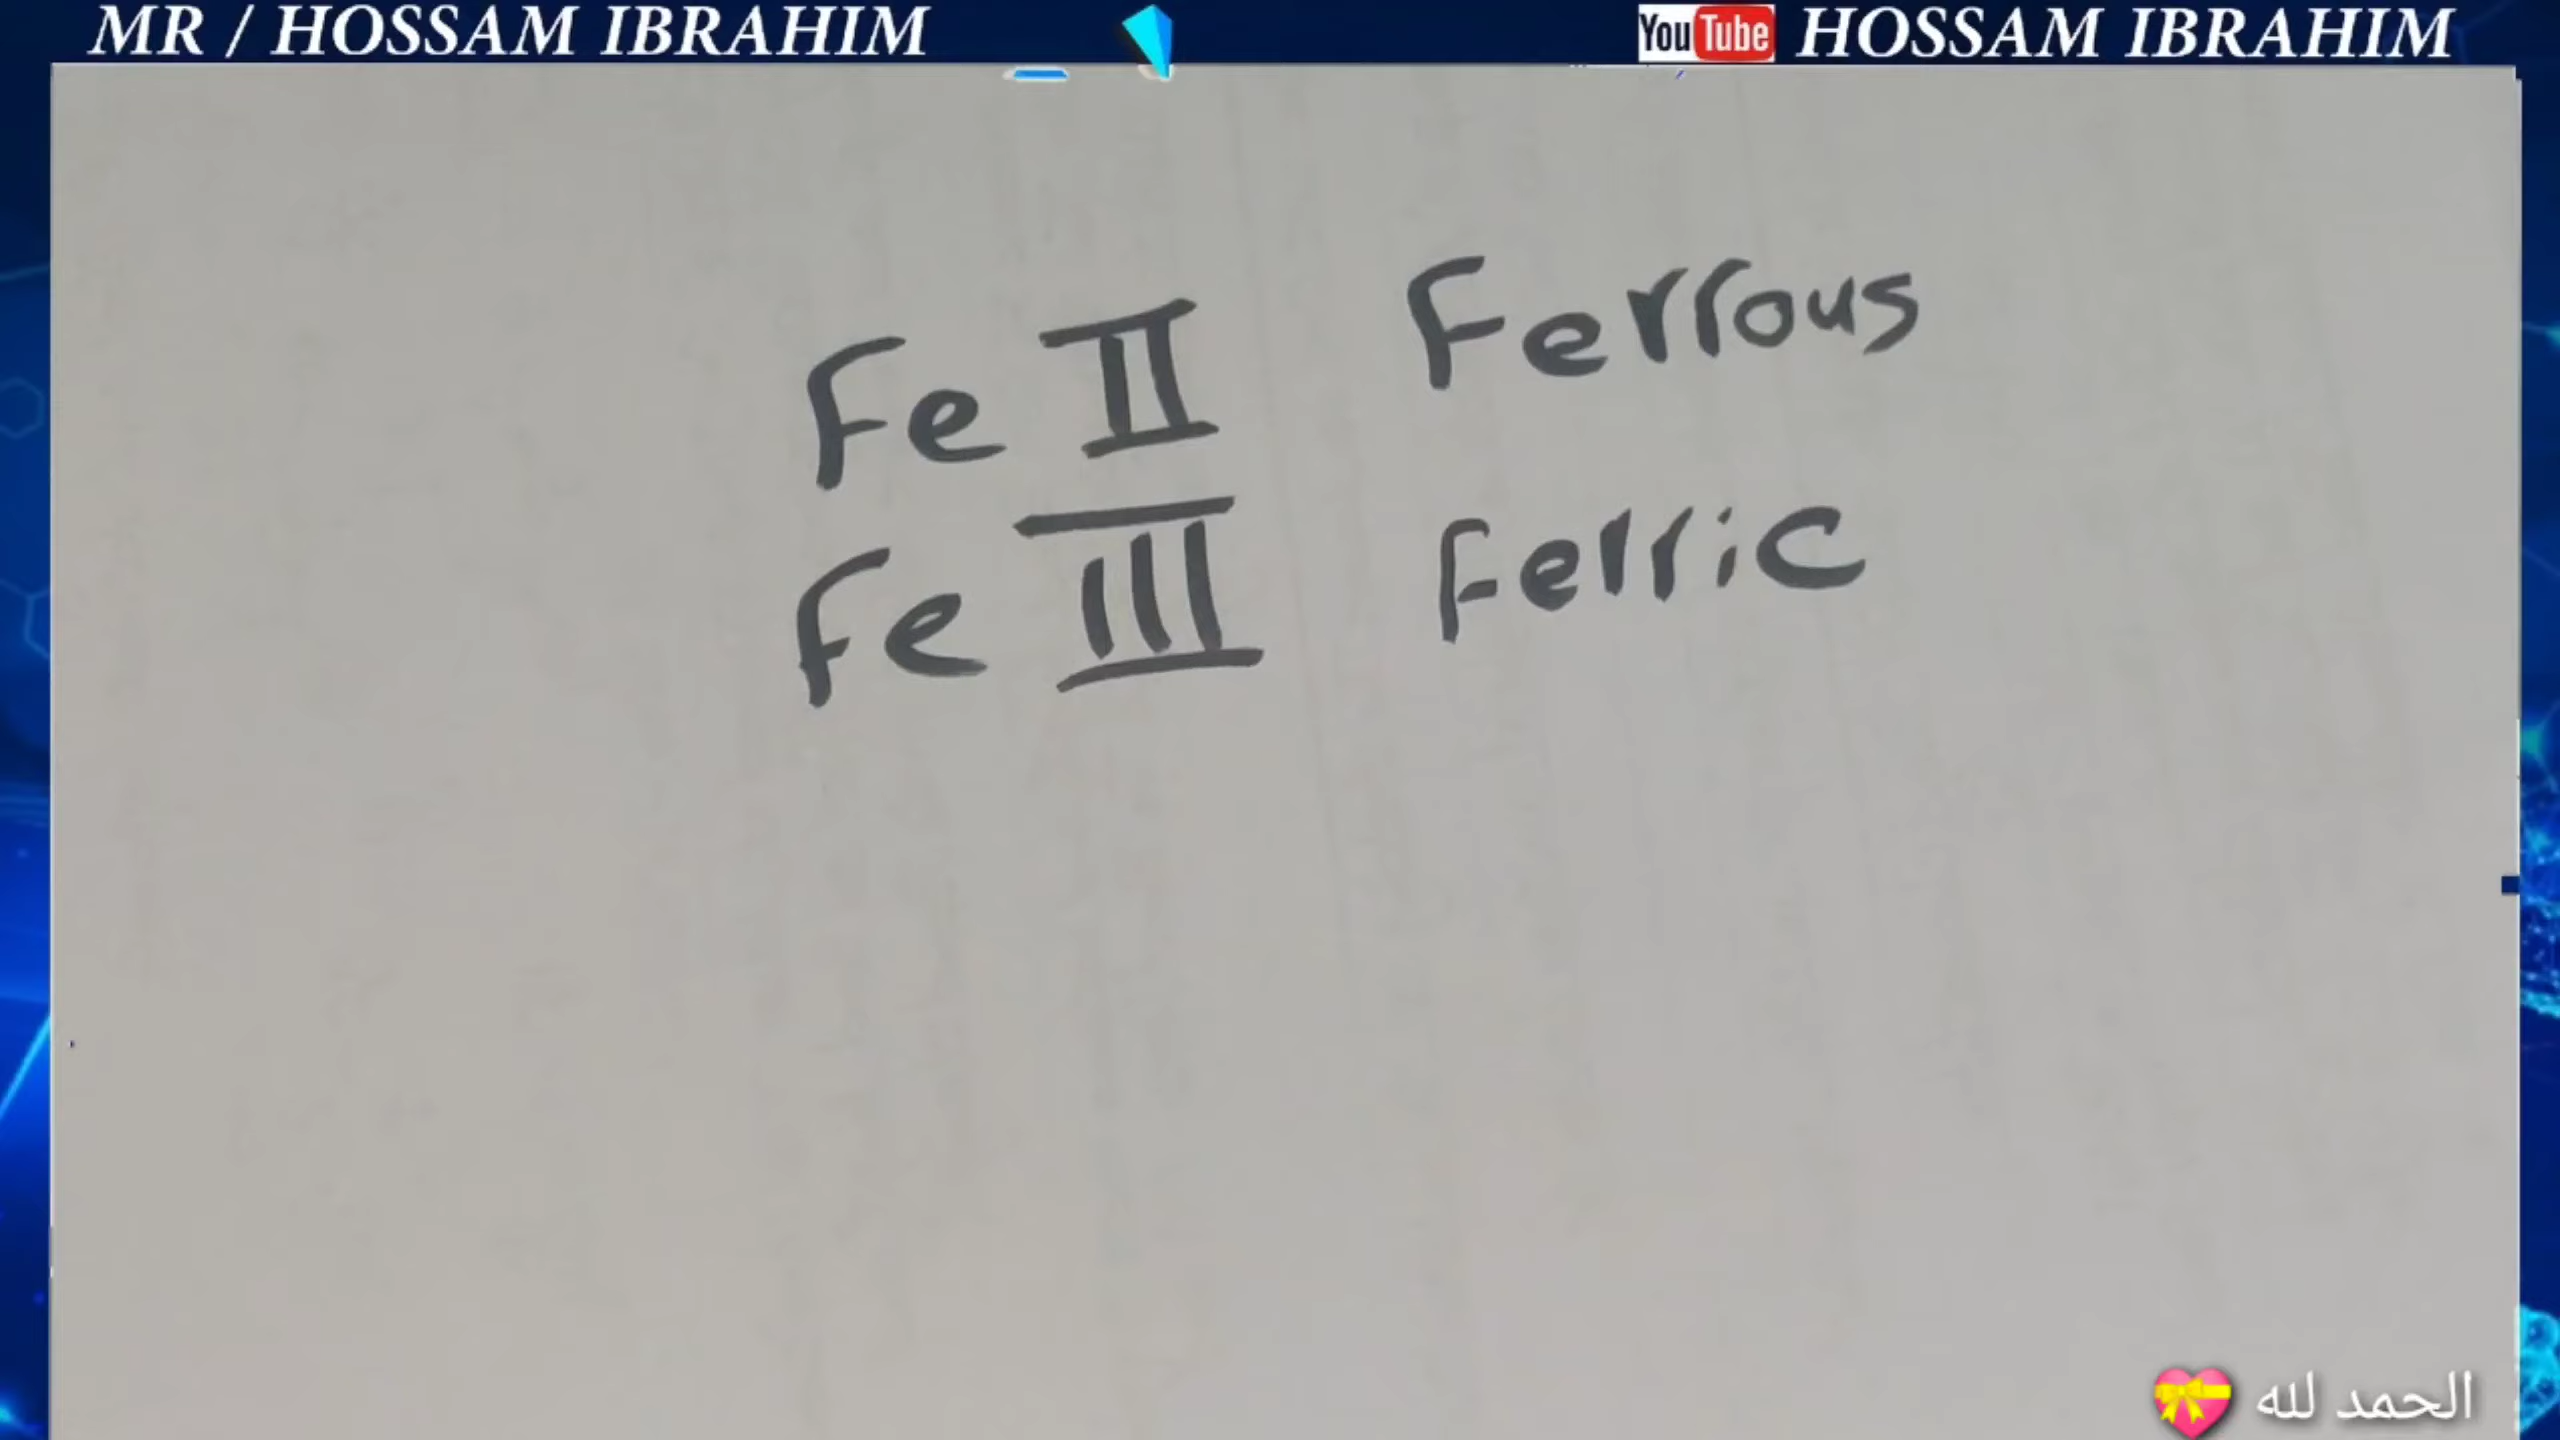 MR / HOSSAM IBRAHIM
YouTube HOSSAM IBRAHIM
Fe II Ferrous
Fe III Ferric
الحمد لله